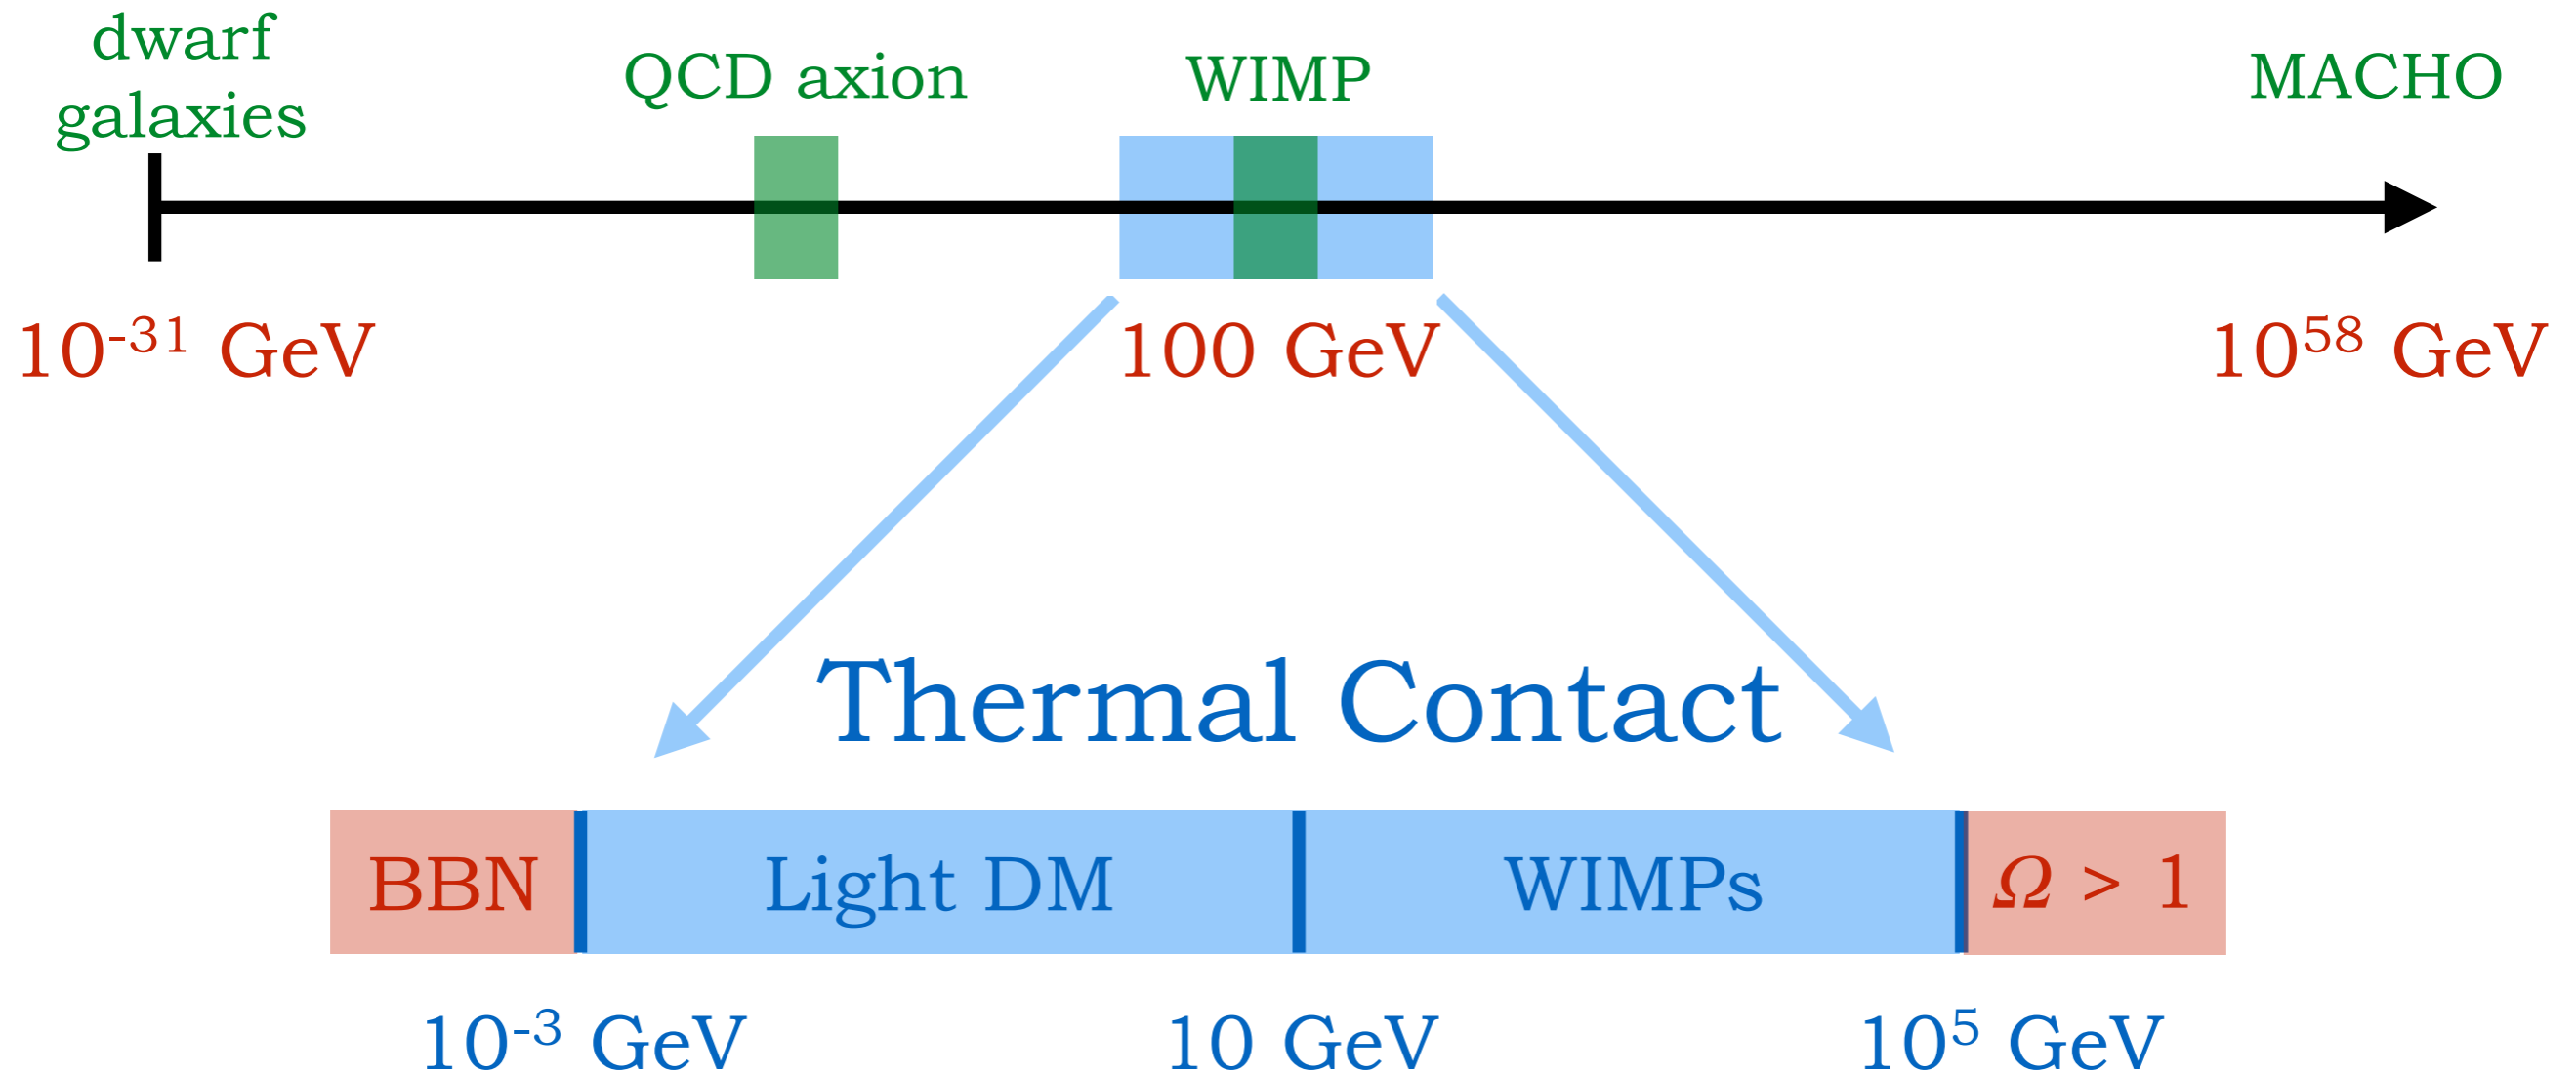 dwarf
galaxies
QCD axion
WIMP
MACHO
10⁻³¹ GeV
100 GeV
10⁵⁸ GeV
Thermal Contact
BBN
Light DM
WIMPs
Ω > 1
10⁻³ GeV
10 GeV
10⁵ GeV